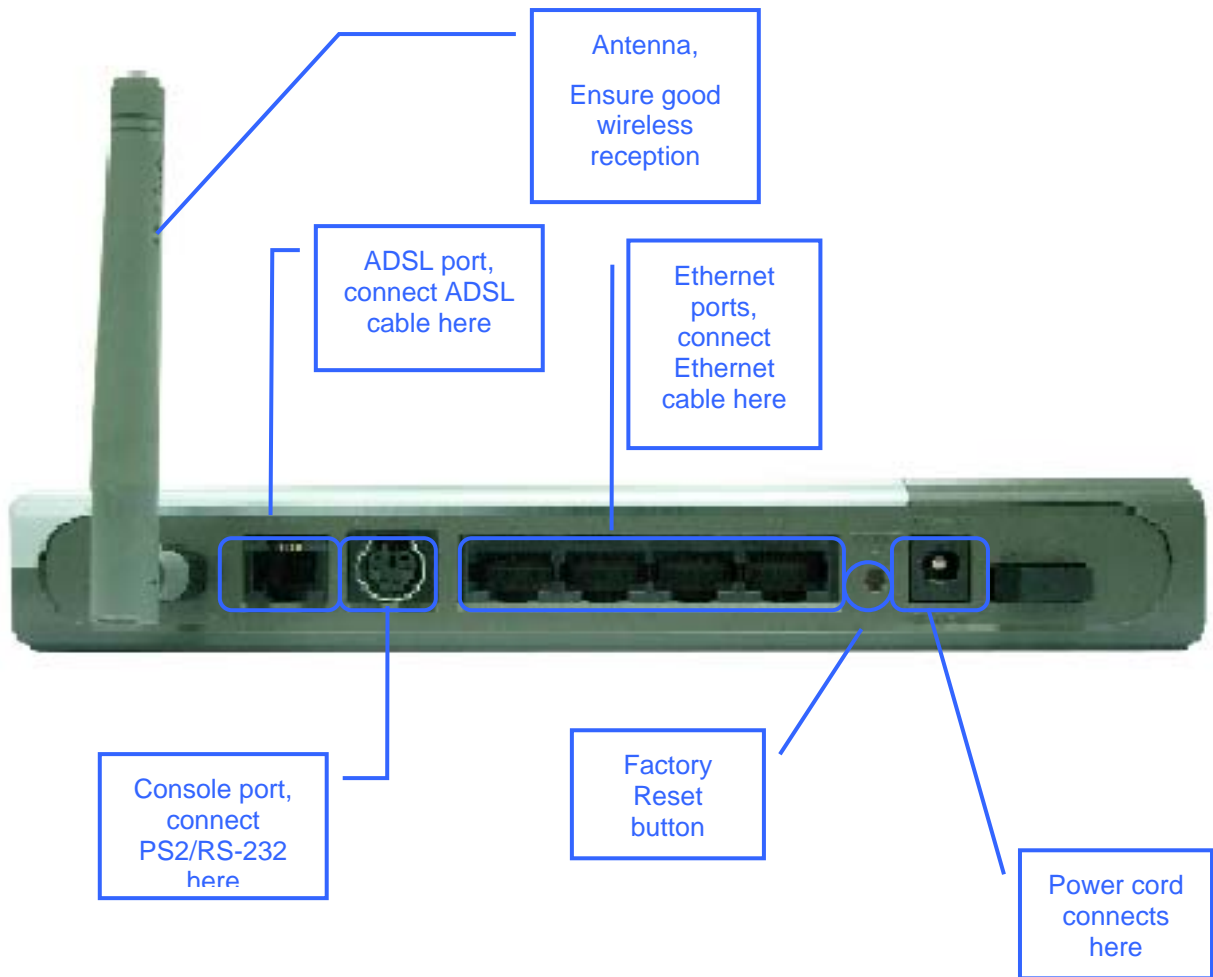 Antenna,
Ensure good
wireless
reception
ADSL port,
connect ADSL
cable here
Ethernet
ports,
connect
Ethernet
cable here
Console port,
connect
PS2/RS-232
here
Factory
Reset
button
Power cord
connects
here